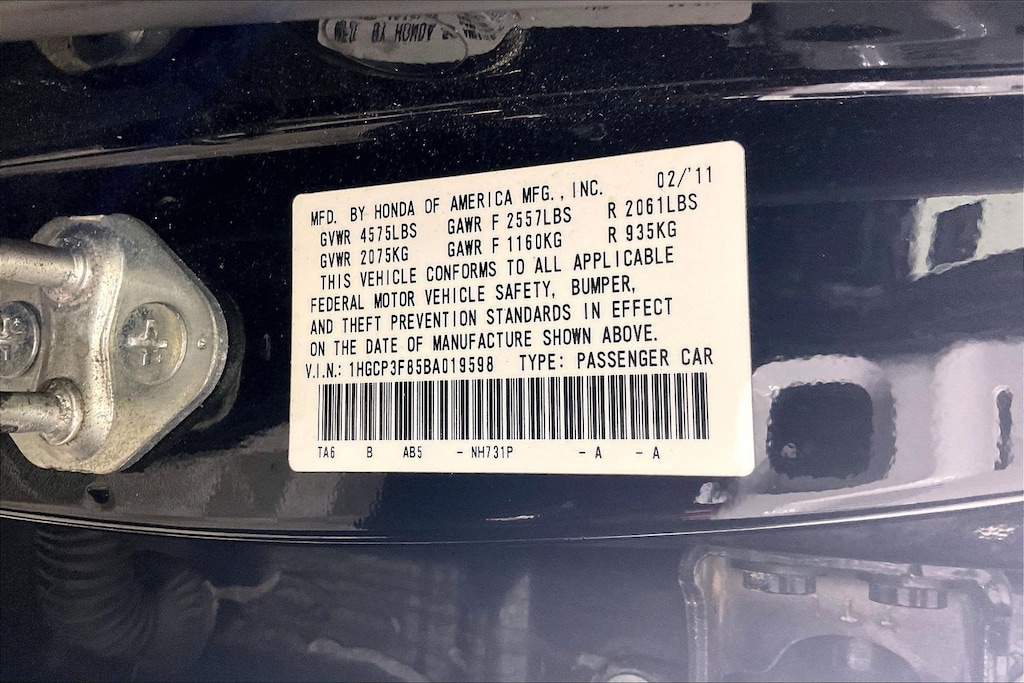 MFD. BY HONDA OF AMERICA MFG., INC. 02/'11
GVWR 4575LBS GAWR F 2557LBS R 2061LBS
GVWR 2075KG GAWR F 1160KG R 935KG
THIS VEHICLE CONFORMS TO ALL APPLICABLE
FEDERAL MOTOR VEHICLE SAFETY, BUMPER,
AND THEFT PREVENTION STANDARDS IN EFFECT
ON THE DATE OF MANUFACTURE SHOWN ABOVE.
V.I.N.: 1HGCP3F85BA019598 TYPE: PASSENGER CAR
TA6 B AB5 - NH731P - A - A